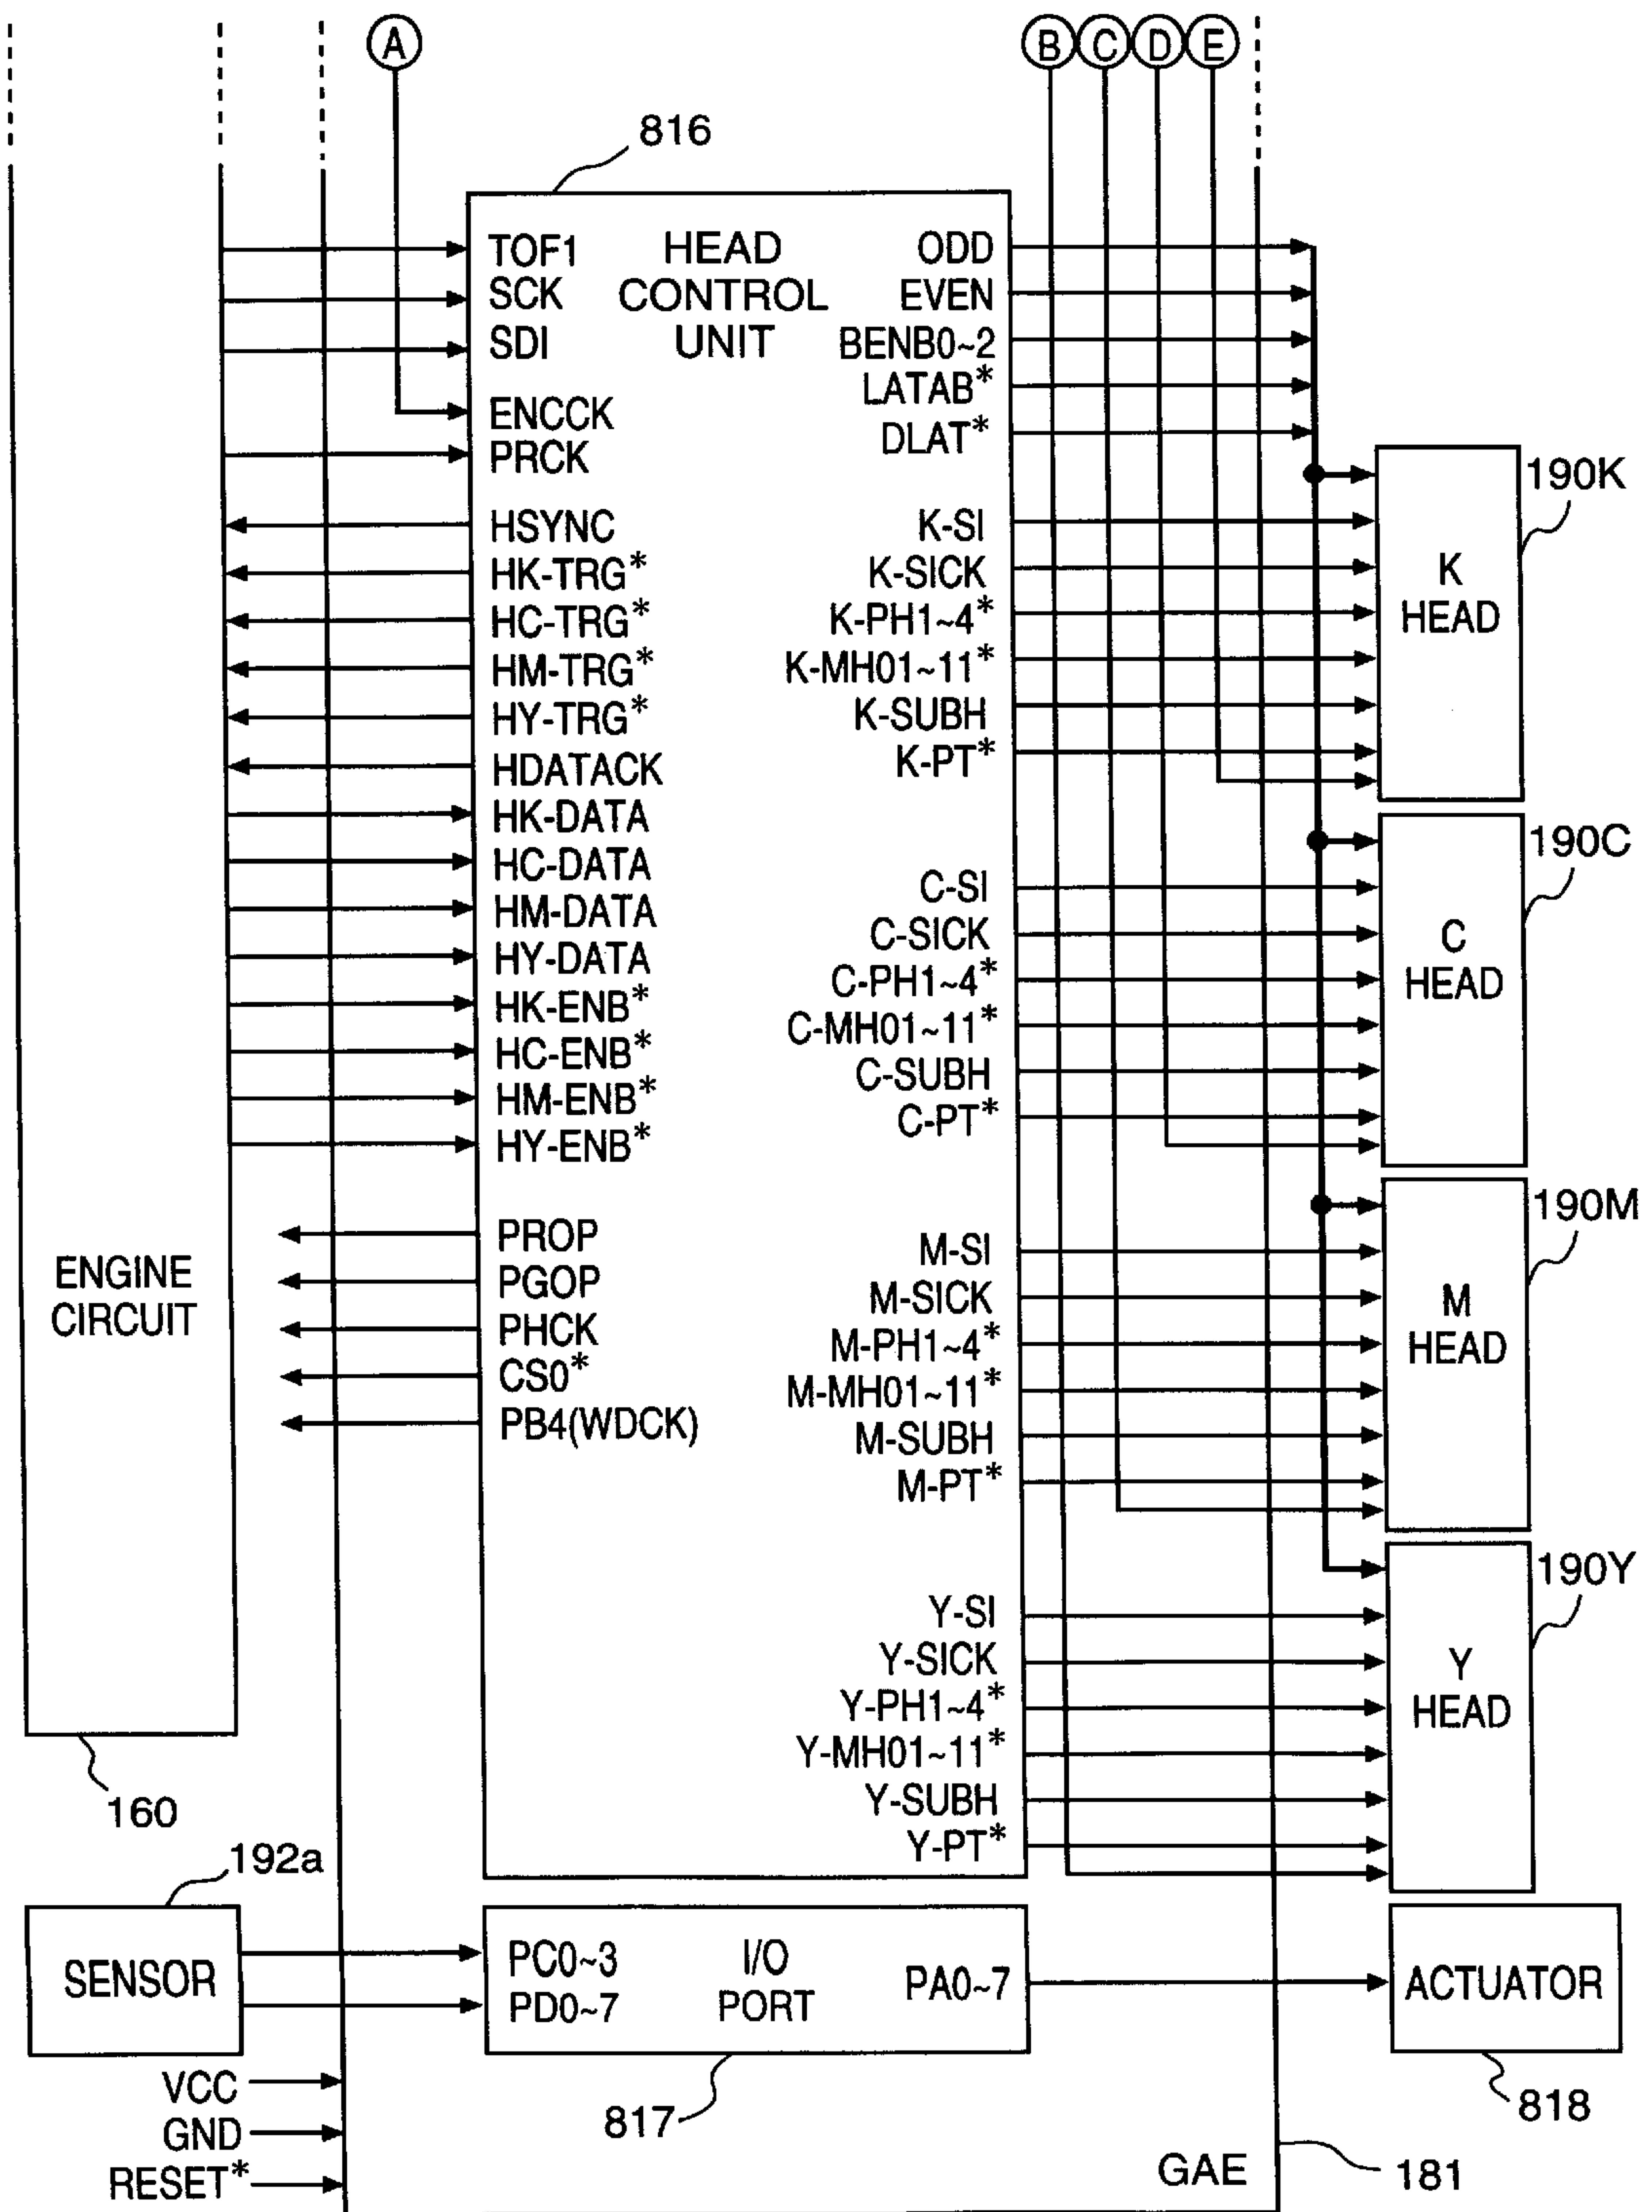 A
B C D E
816
TOF1
SCK
SDI
ENCCK
PRCK
HSYNC
HK-TRG*
HC-TRG*
HM-TRG*
HY-TRG*
HDATACK
HK-DATA
HC-DATA
HM-DATA
HY-DATA
HK-ENB*
HC-ENB*
HM-ENB*
HY-ENB*
PROP
PGOP
PHCK
CS0*
PB4(WDCK)
HEAD
CONTROL
UNIT
ODD
EVEN
BENB0~2
LATAB*
DLAT*
K-SI
K-SICK
K-PH1~4*
K-MH01~11*
K-SUBH
K-PT*
C-SI
C-SICK
C-PH1~4*
C-MH01~11*
C-SUBH
C-PT*
M-SI
M-SICK
M-PH1~4*
M-MH01~11*
M-SUBH
M-PT*
Y-SI
Y-SICK
Y-PH1~4*
Y-MH01~11*
Y-SUBH
Y-PT*
190K
K
HEAD
190C
C
HEAD
190M
M
HEAD
190Y
Y
HEAD
ENGINE
CIRCUIT
160
192a
SENSOR
PC0~3
PD0~7
I/O
PORT
PA0~7
ACTUATOR
817
818
VCC
GND
RESET*
GAE
181